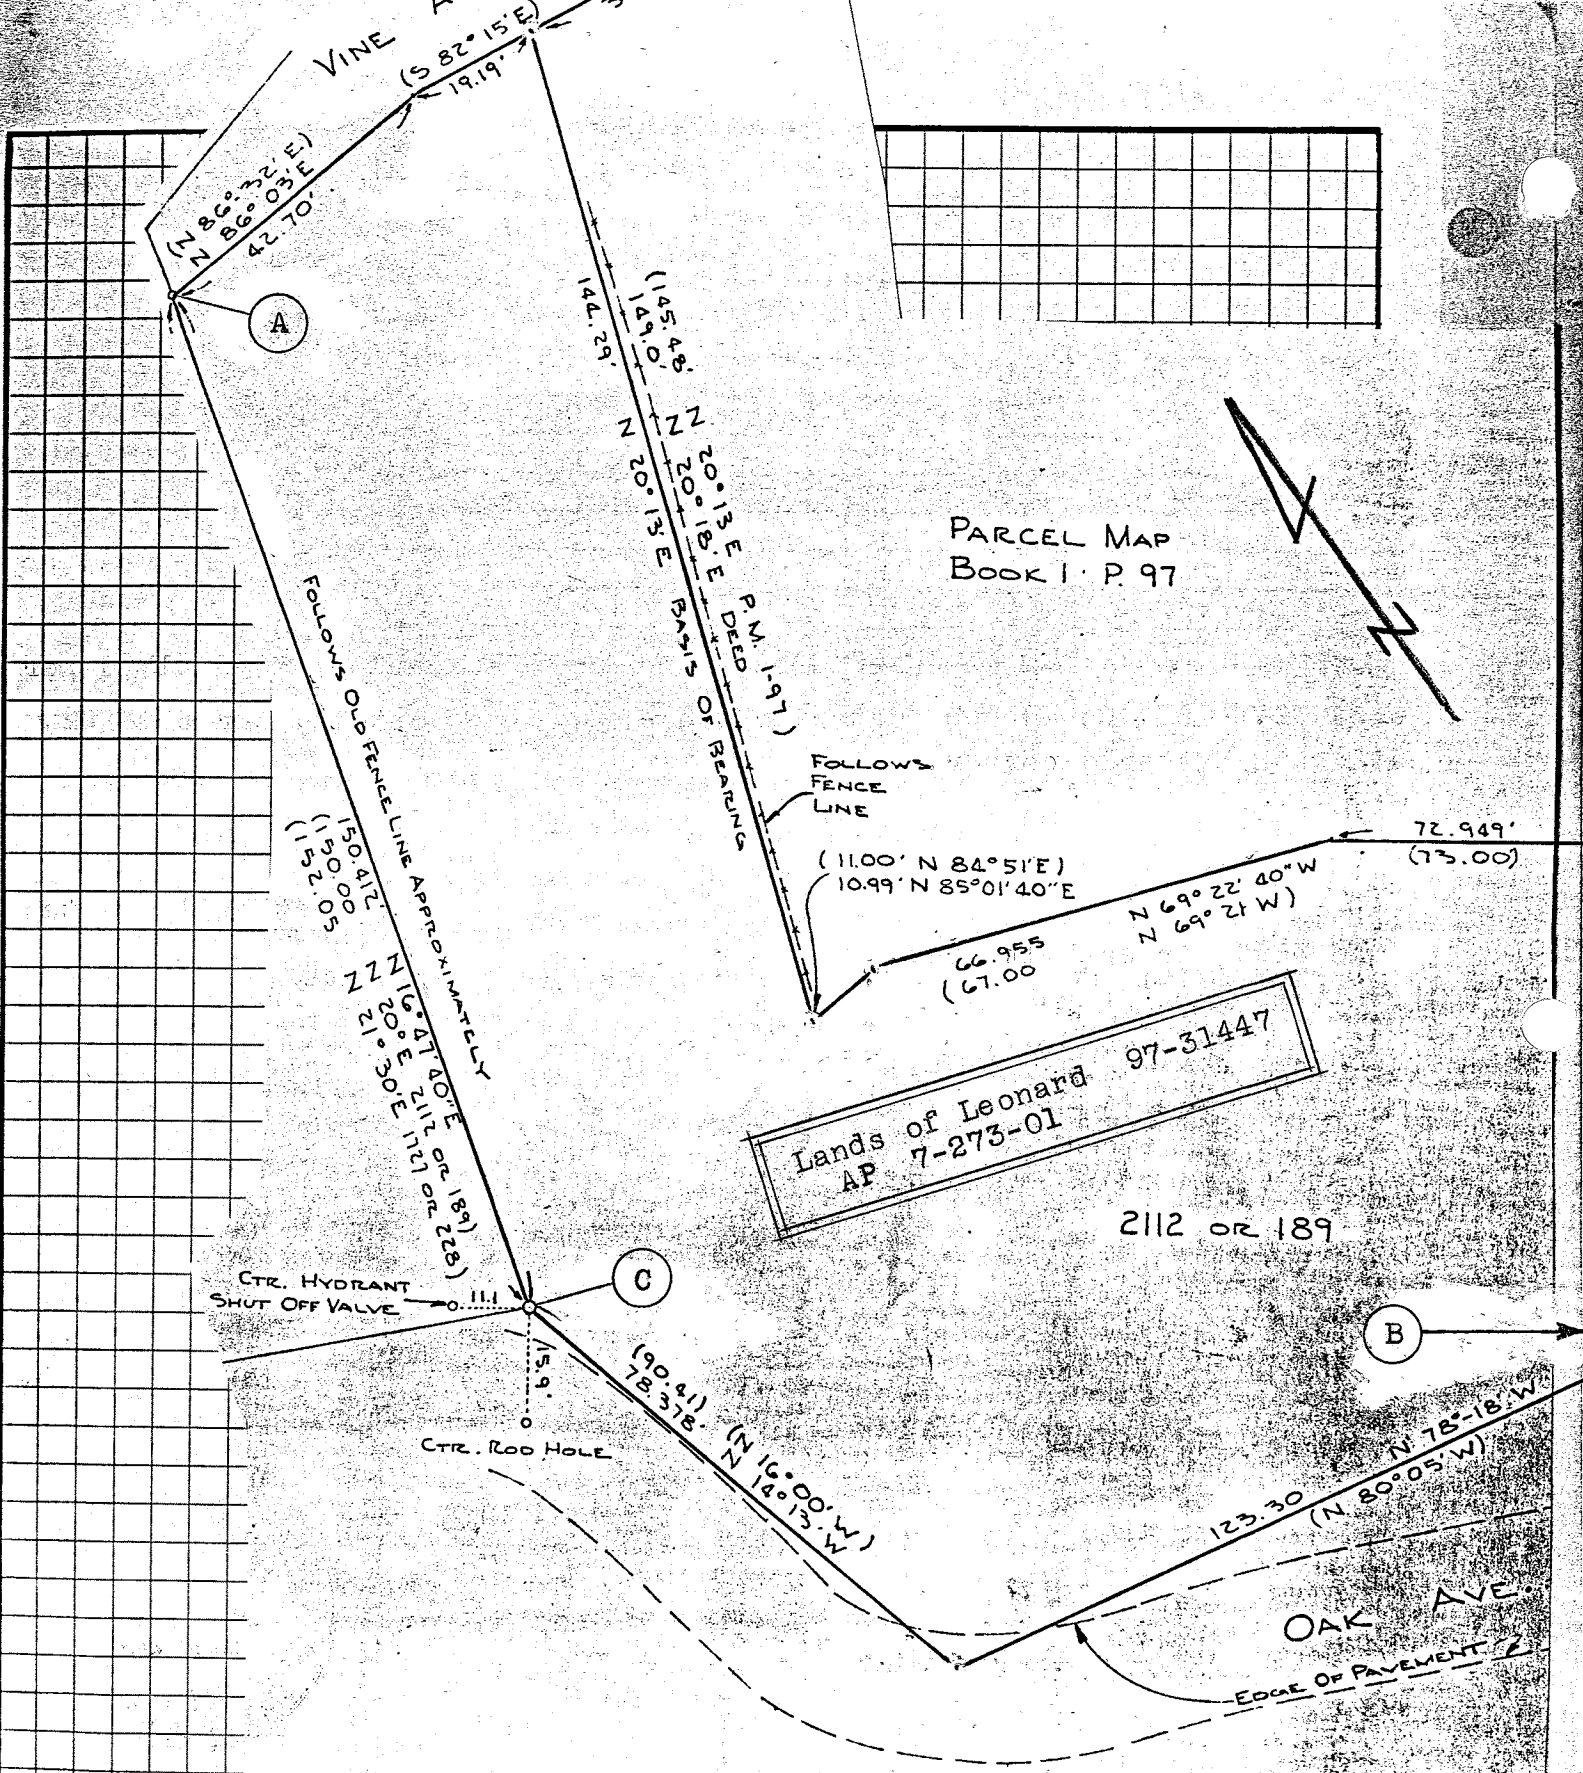 VINE A
(S 82° 15' E)
19.19'
(N 86° 32' E)
N 86° 03' E
42.70'
A
144.29' N 20° 13' E BASIS OF BEARING
(145.48' N 20° 13' E P.M. 1-97)
149.0' N 20° 18' E DEED
PARCEL MAP
BOOK 1 · P. 97
FOLLOWS OLD FENCE LINE APPROXIMATELY
150.412' N 16° 47' 40" E
(150.00 N 20° E 2112 OR 189)
(152.05 N 21° 30' E 1727 OR 228)
FOLLOWS
FENCE
LINE
(11.00' N 84° 51' E)
10.99' N 85° 01' 40" E
72.949'
(73.00)
N 69° 22' 40" W
N 69° 21 W)
66.955
(67.00
Lands of Leonard 97-31447
AP 7-273-01
2112 OR 189
CTR. HYDRANT
SHUT OFF VALVE
11.1
C
B
15.9'
CTR. ROD HOLE
(90.41) (N 16° 00' W)
78.378' N 14° 13' W
123.30 N 78°-18' W
(N 80° 05' W)
OAK AVE.
EDGE OF PAVEMENT